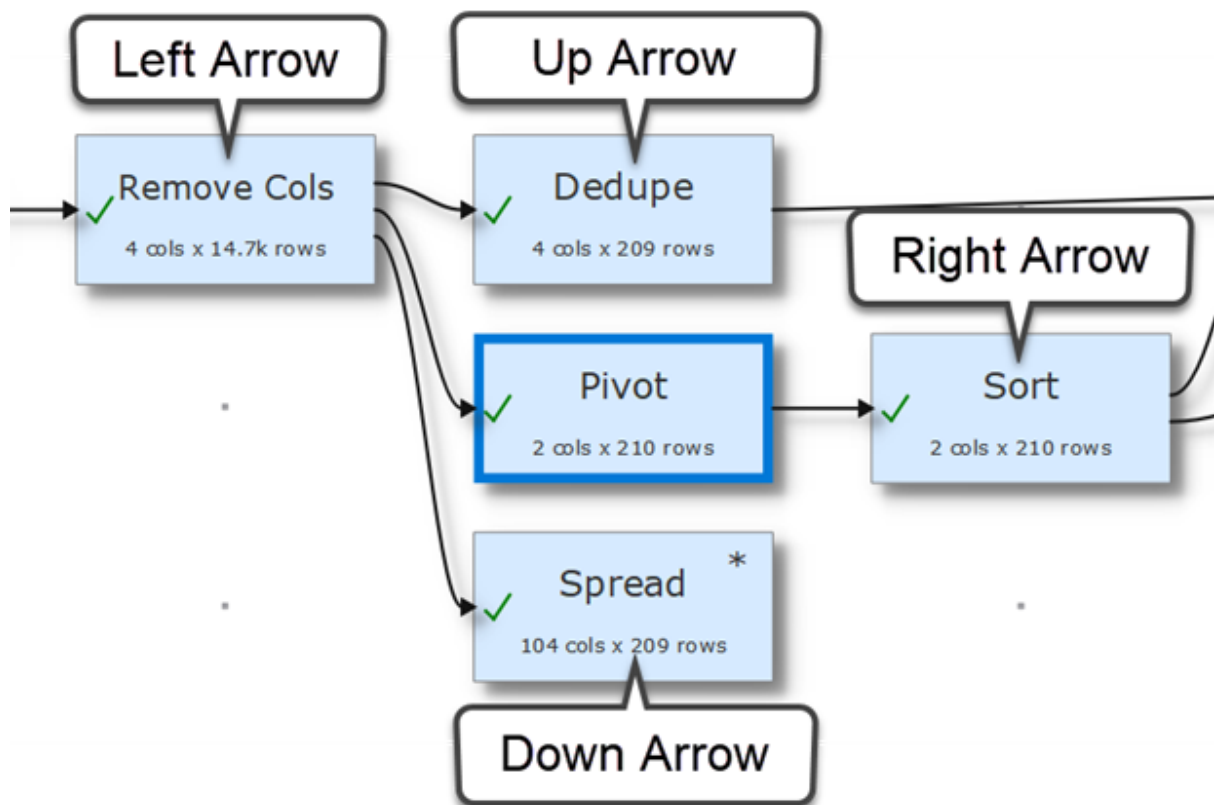 Left Arrow
Up Arrow
Remove Cols
4 cols x 14.7k rows
Dedupe
4 cols x 209 rows
Right Arrow
Pivot
2 cols x 210 rows
Sort
2 cols x 210 rows
Spread
*
104 cols x 209 rows
Down Arrow